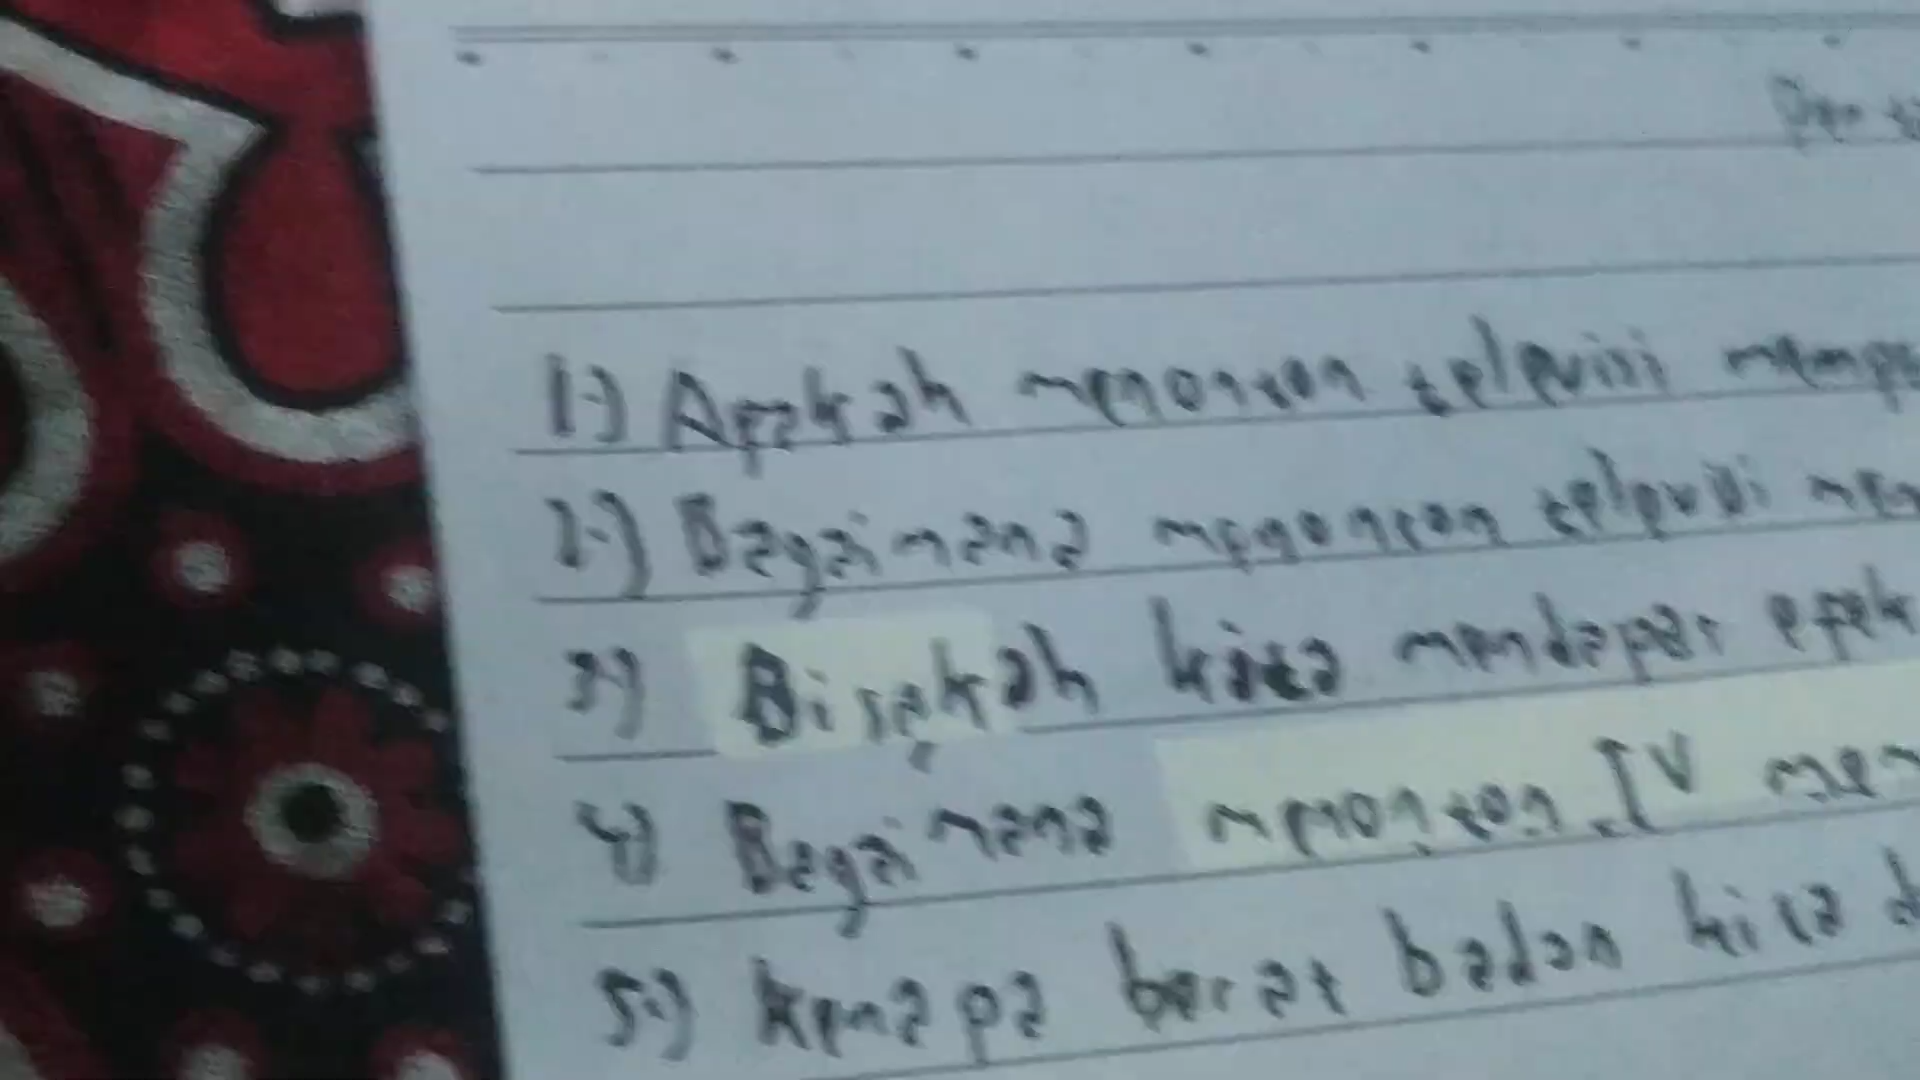 1.) Apakah menonton televisi
2.) Bagaimana menonton televisi
3.) Bisakah kita mendapat efek
4.) Bagaimana menonton TV
5.) Kenapa berat badan kita